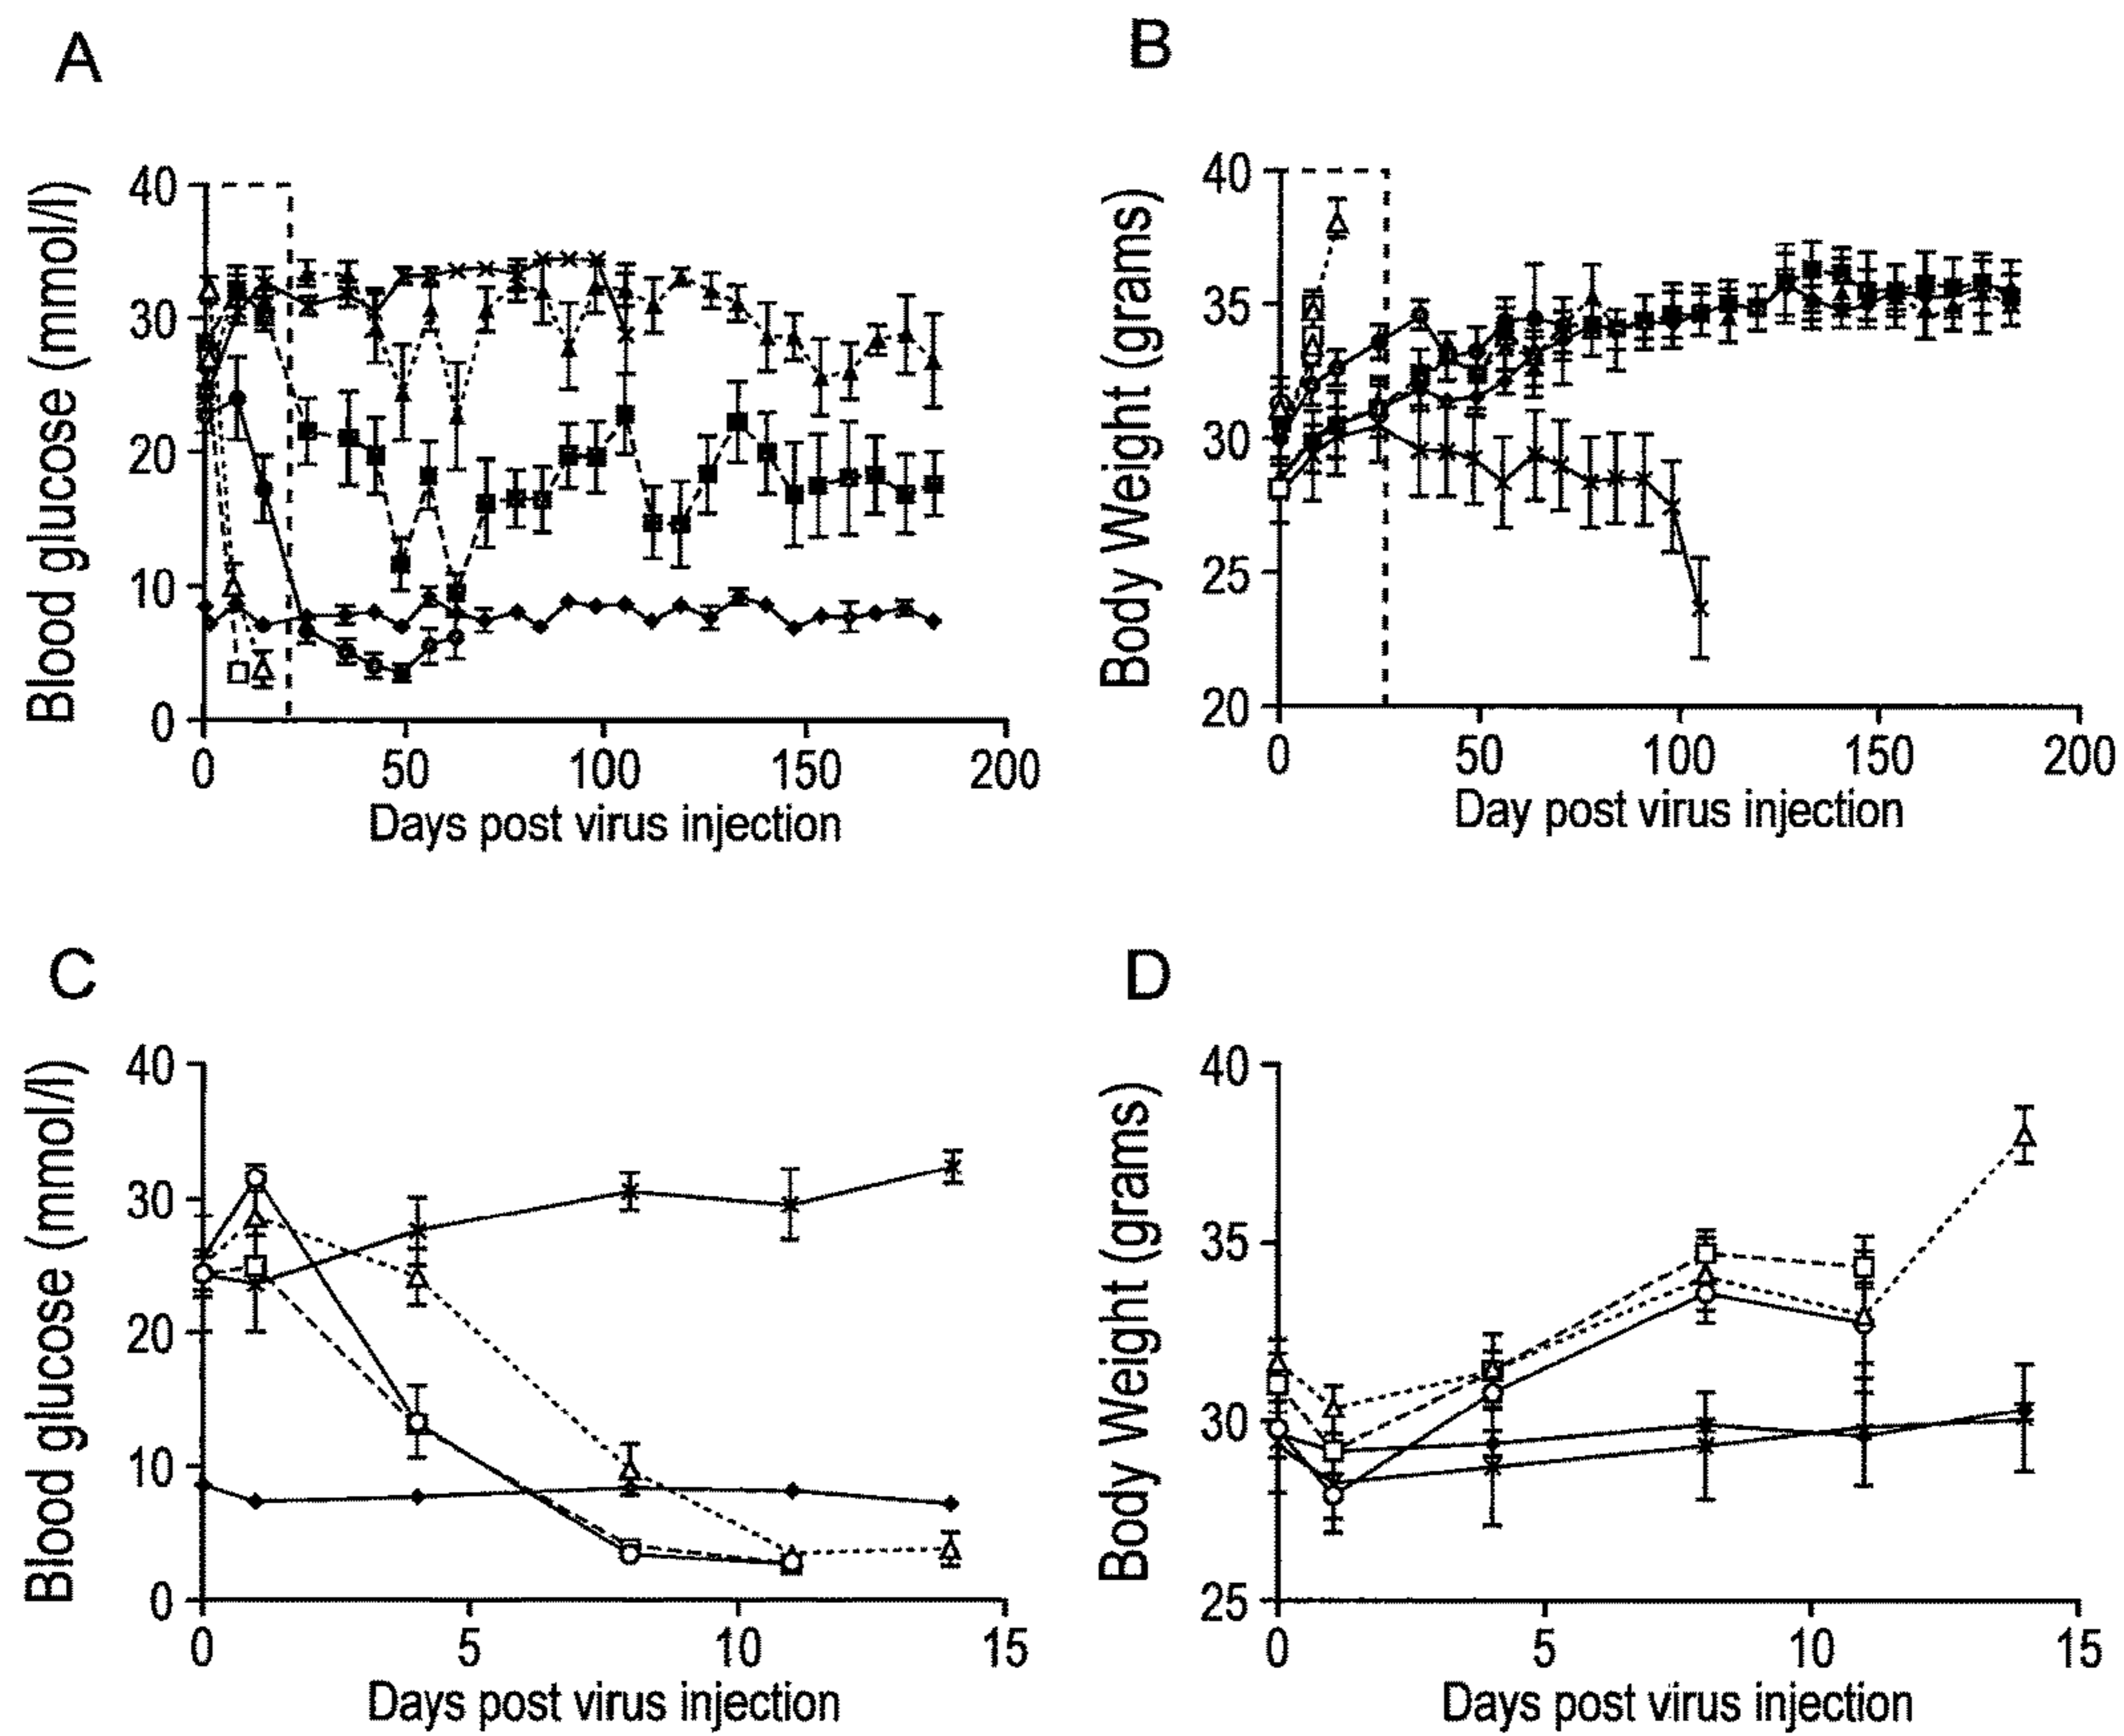 A
Blood glucose (mmol/l)
40
30
20
10
0
0 50 100 150 200
Days post virus injection
B
Body Weight (grams)
40
35
30
25
20
0 50 100 150 200
Day post virus injection
C
Blood glucose (mmol/l)
40
30
20
10
0
0 5 10 15
Days post virus injection
D
Body Weight (grams)
40
35
30
25
0 5 10 15
Days post virus injection